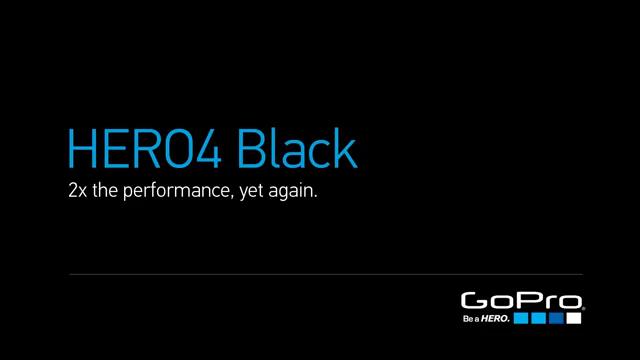 HERO4 Black
2x the performance, yet again.
GoPro®
Be a HERO.